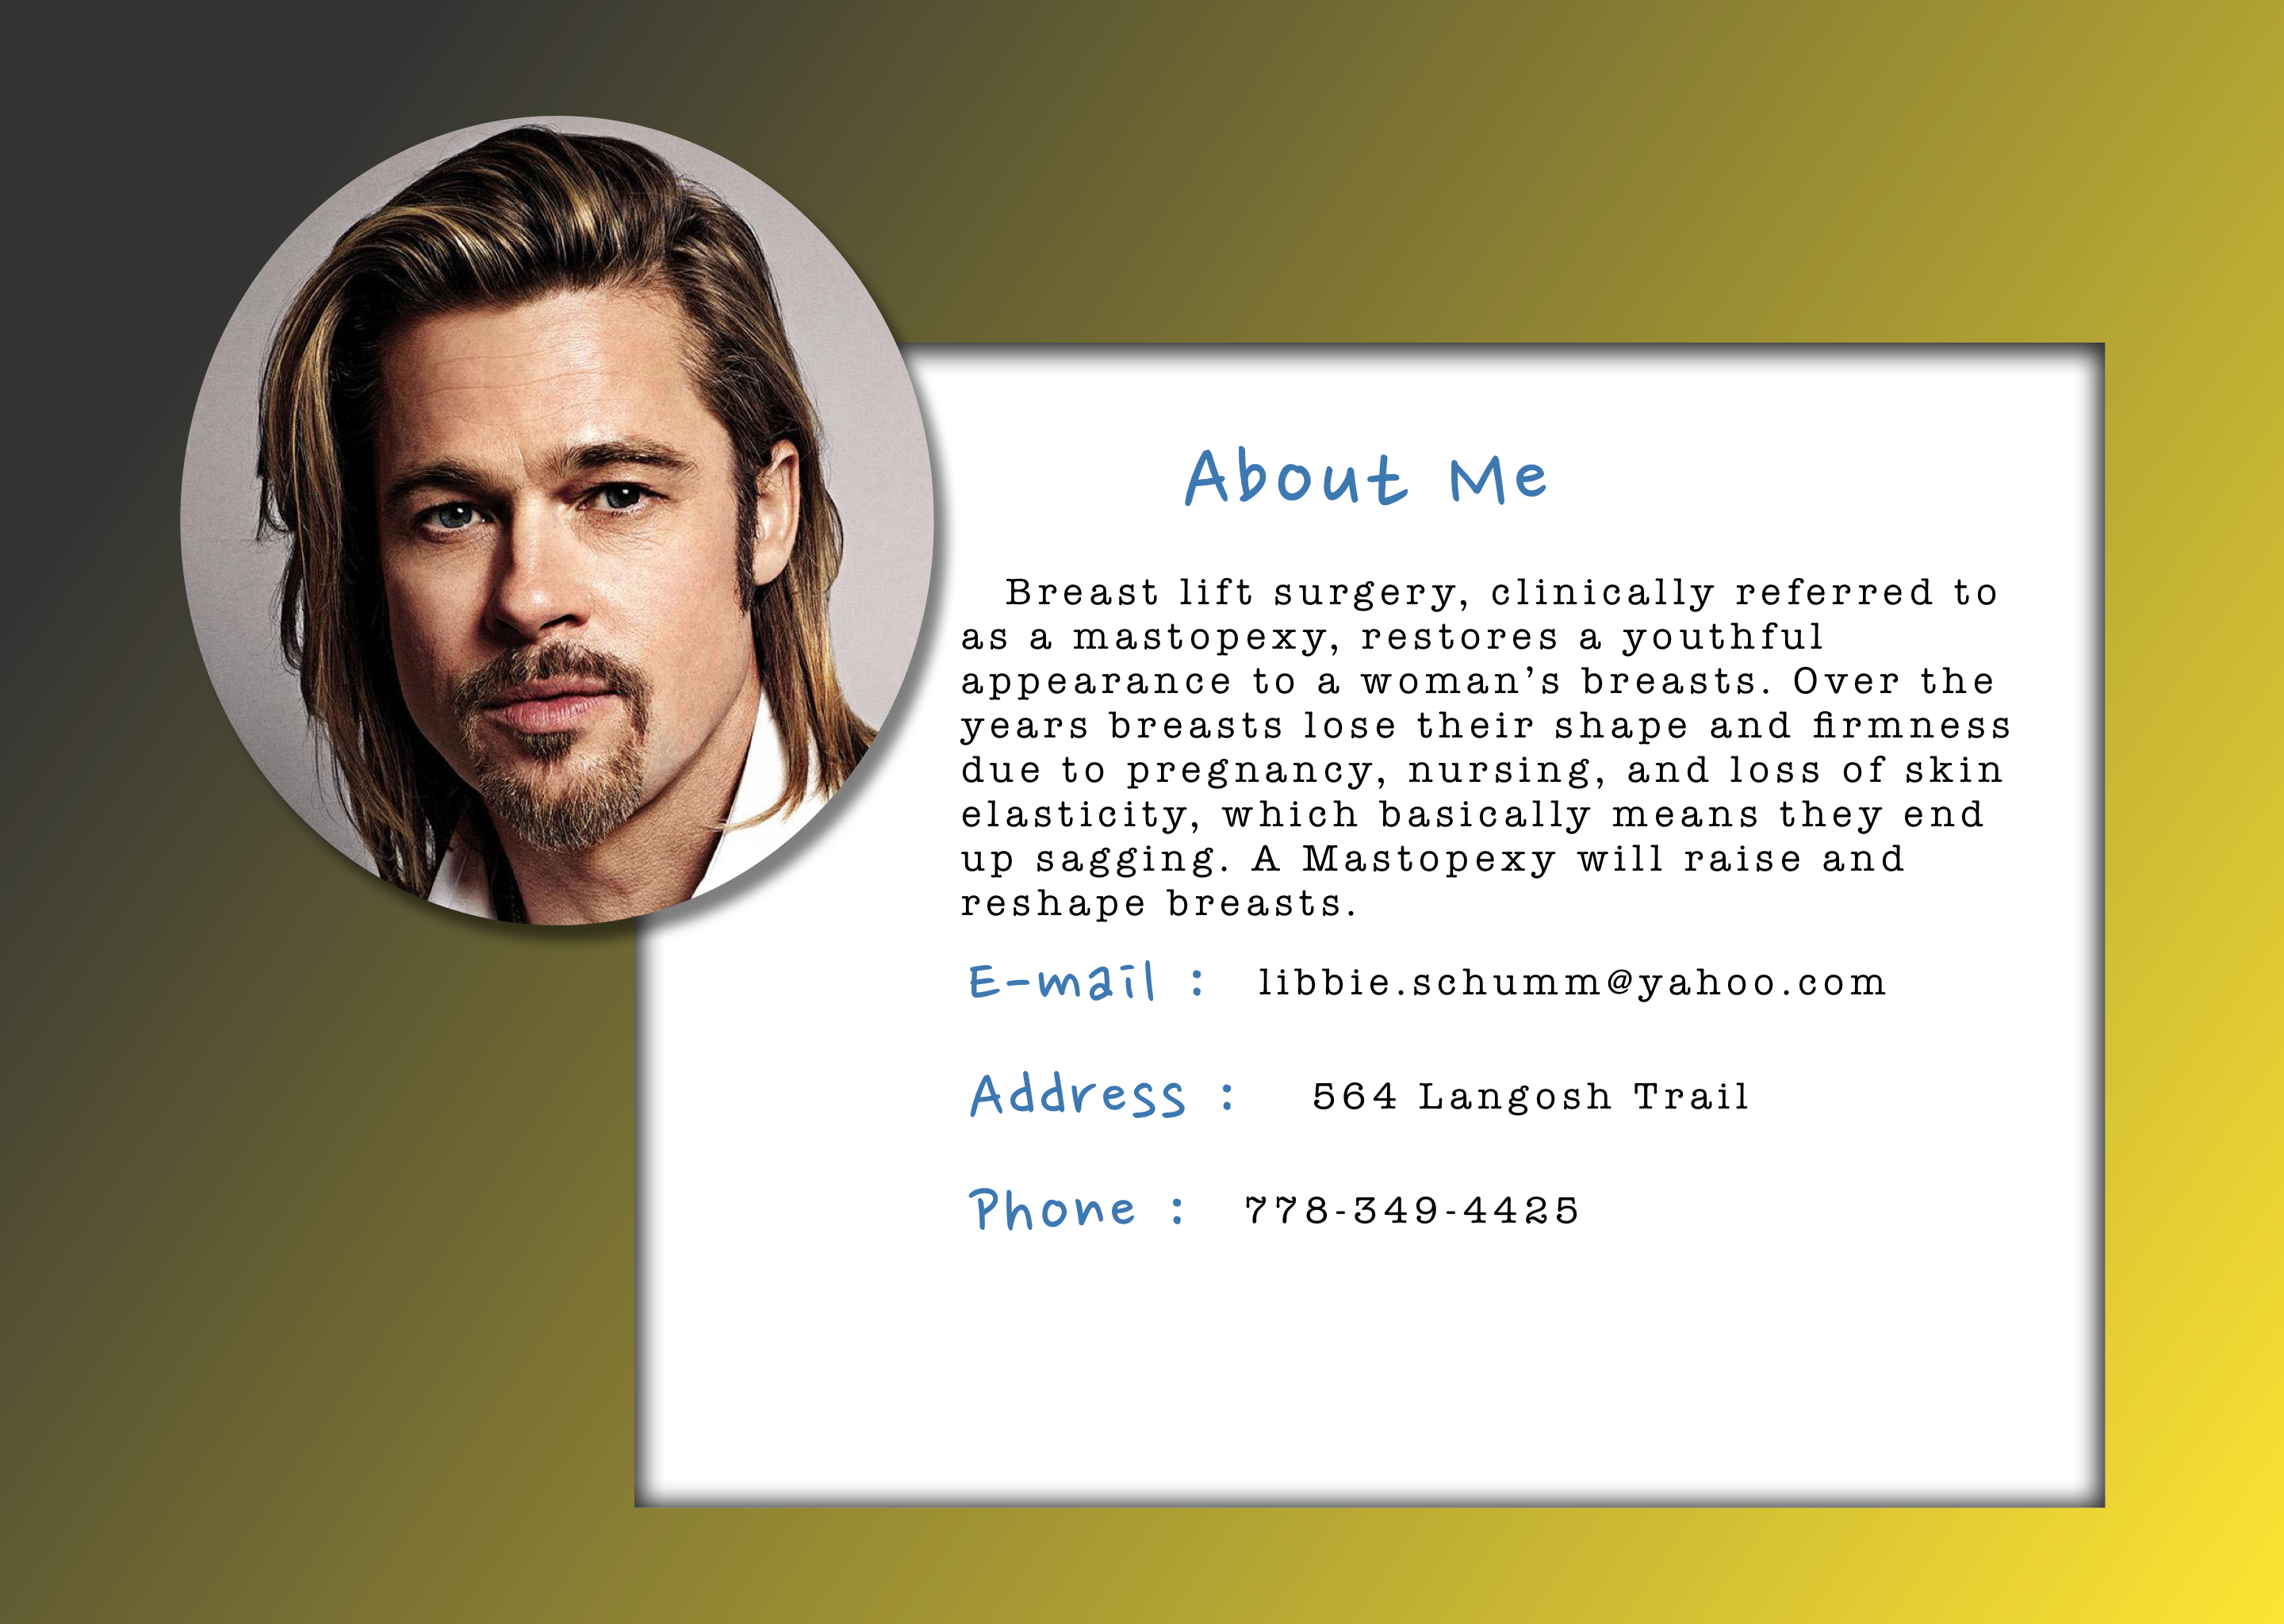 About Me
Breast lift surgery, clinically referred to
as a mastopexy, restores a youthful
appearance to a woman’s breasts. Over the
years breasts lose their shape and firmness
due to pregnancy, nursing, and loss of skin
elasticity, which basically means they end
up sagging. A Mastopexy will raise and
reshape breasts.
E-mail : libbie.schumm@yahoo.com
Address : 564 Langosh Trail
Phone : 778-349-4425